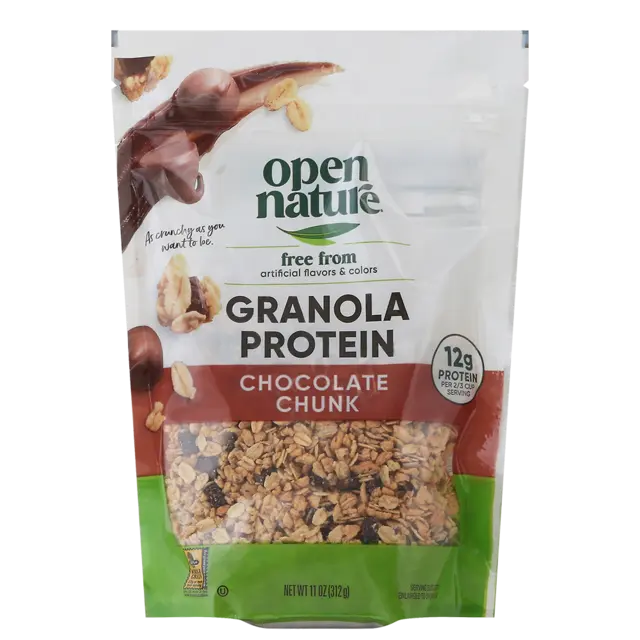 open
nature
As crunchy as you
want to be.
free from
artificial flavors & colors
GRANOLA
PROTEIN
CHOCOLATE
CHUNK
12g
PROTEIN
PER 2/3 CUP
SERVING
NET WT 11 OZ (312g)